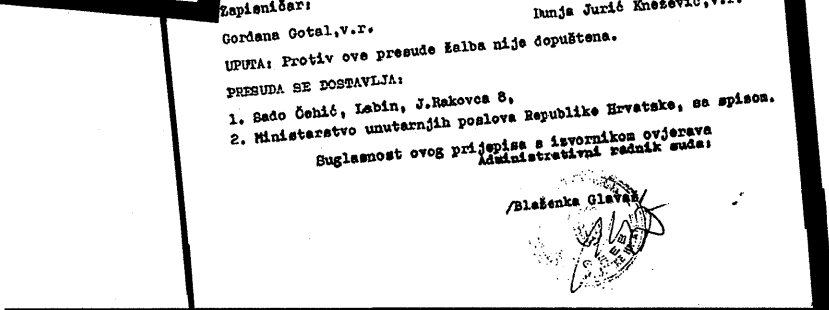 Zapisničar: Dunja Jurić Knežević,v.r.
Gordana Gotal,v.r.
UPUTA: Protiv ove presude žalba nije dopuštena.
PRESUDA SE DOSTAVLJA:
1. Sado Čehić, Labin, J.Rakovca 8,
2. Ministarstvo unutarnjih poslova Republike Hrvatske, sa spisom.
Suglasnost ovog prijepisa s izvornikom ovjerava
Administrativni radnik suda:
/Blaženka Glavaš/